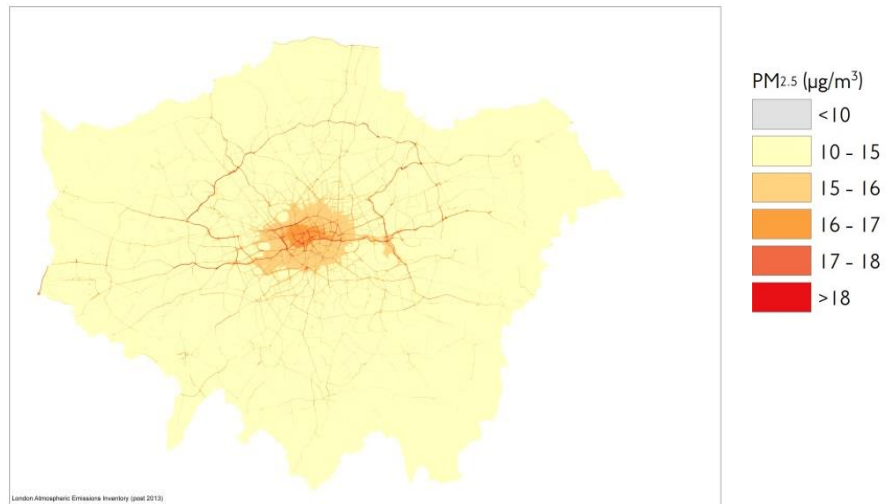 PM2.5 (µg/m³)
<10
10 - 15
15 - 16
16 - 17
17 - 18
>18
London Atmospheric Emissions Inventory (post 2013)